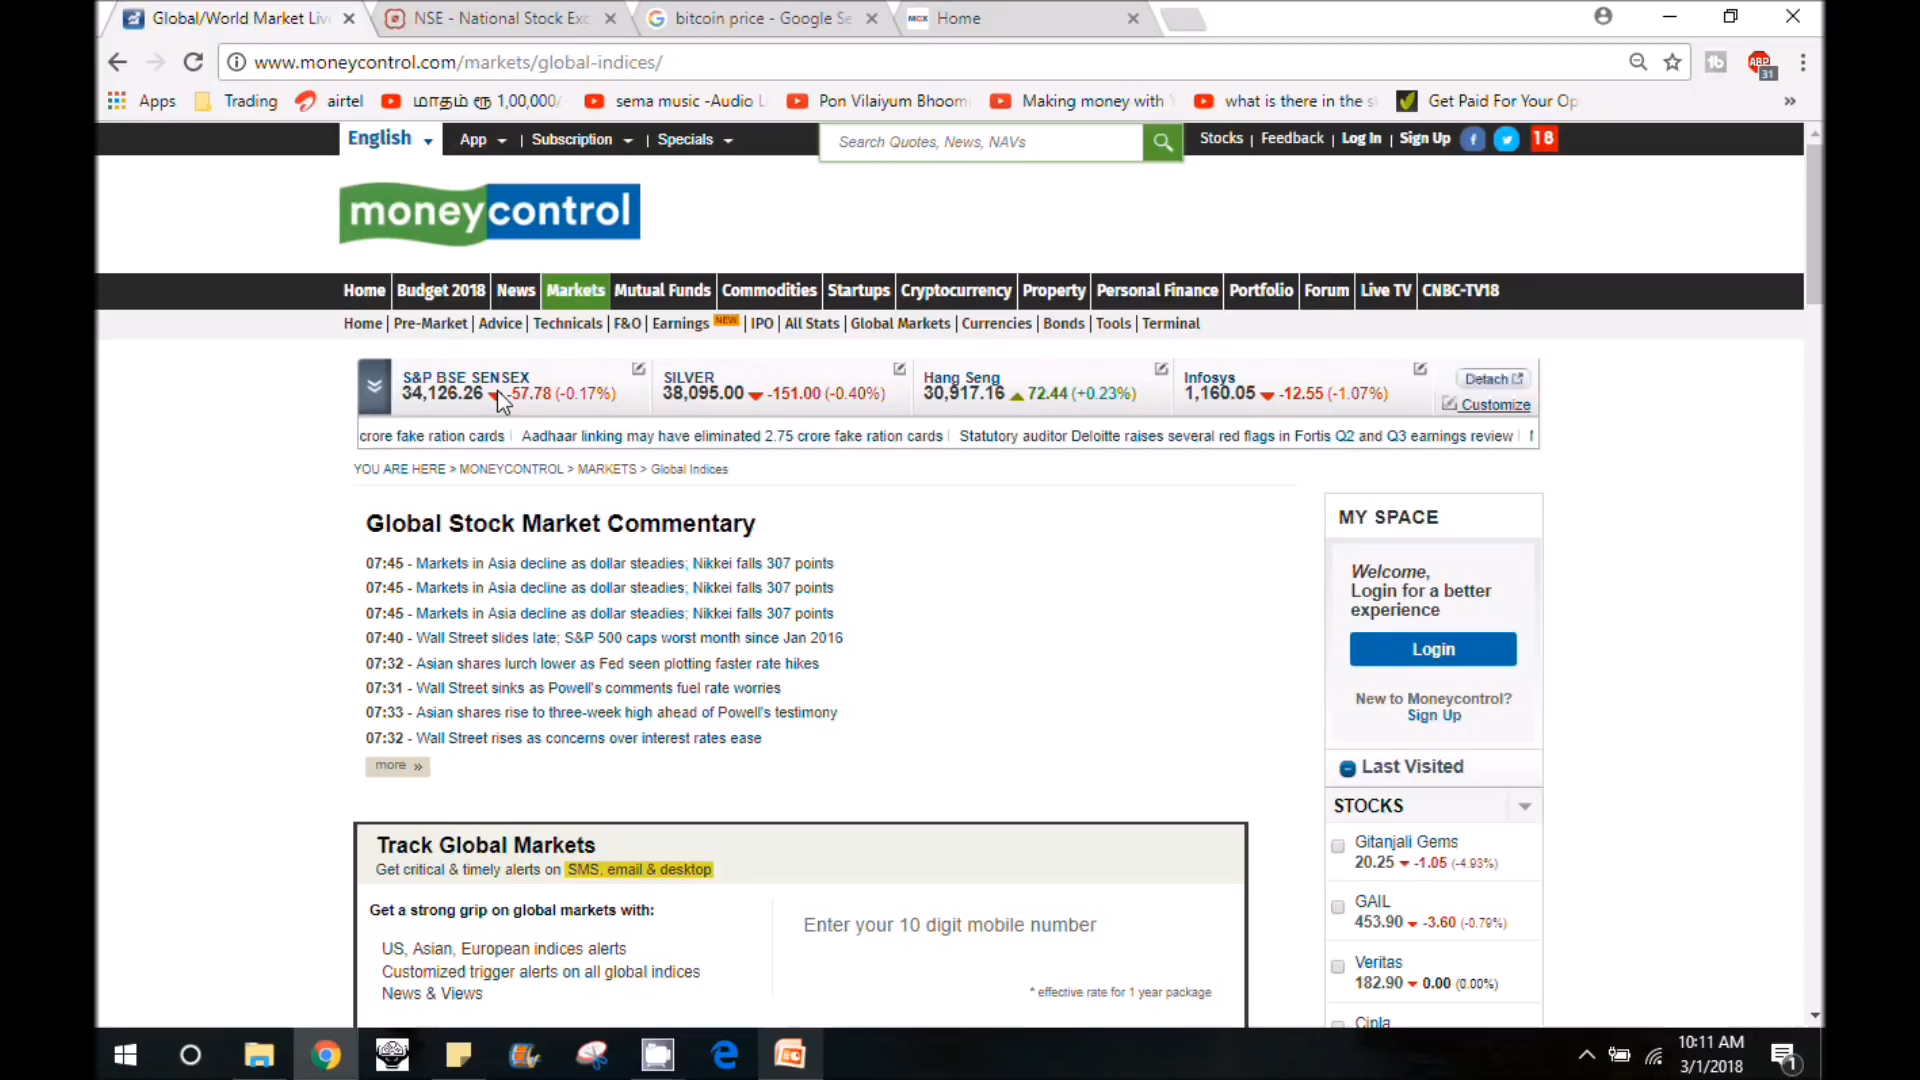 Global/World Market Liv
NSE - National Stock Exc
bitcoin price - Google Se
MCX Home
www.moneycontrol.com/markets/global-indices/
Apps Trading airtel மாதம் ரூ 1,00,000/ sema music -Audio L Pon Vilaiyum Bhoom Making money with what is there in the s Get Paid For Your Op »
ABP 31
English App | Subscription | Specials Search Quotes, News, NAVs Stocks | Feedback | Log In | Sign Up f 18
moneycontrol
Home Budget 2018 News Markets Mutual Funds Commodities Startups Cryptocurrency Property Personal Finance Portfolio Forum Live TV CNBC-TV18
Home | Pre-Market | Advice | Technicals | F&O | Earnings NEW | IPO | All Stats | Global Markets | Currencies | Bonds | Tools | Terminal
S&P BSE SENSEX SILVER Hang Seng Infosys Detach
34,126.26 -57.78 (-0.17%) 38,095.00 -151.00 (-0.40%) 30,917.16 72.44 (+0.23%) 1,160.05 -12.55 (-1.07%) Customize
crore fake ration cards | Aadhaar linking may have eliminated 2.75 crore fake ration cards | Statutory auditor Deloitte raises several red flags in Fortis Q2 and Q3 earnings review |
YOU ARE HERE > MONEYCONTROL > MARKETS > Global Indices
Global Stock Market Commentary
07:45 - Markets in Asia decline as dollar steadies; Nikkei falls 307 points
07:45 - Markets in Asia decline as dollar steadies; Nikkei falls 307 points
07:45 - Markets in Asia decline as dollar steadies; Nikkei falls 307 points
07:40 - Wall Street slides late; S&P 500 caps worst month since Jan 2016
07:32 - Asian shares lurch lower as Fed seen plotting faster rate hikes
07:31 - Wall Street sinks as Powell's comments fuel rate worries
07:33 - Asian shares rise to three-week high ahead of Powell's testimony
07:32 - Wall Street rises as concerns over interest rates ease
more »
Track Global Markets
Get critical & timely alerts on SMS, email & desktop
Get a strong grip on global markets with:
US, Asian, European indices alerts
Customized trigger alerts on all global indices
News & Views
Enter your 10 digit mobile number
* effective rate for 1 year package
MY SPACE
Welcome,
Login for a better
experience
Login
New to Moneycontrol?
Sign Up
Last Visited
STOCKS
Gitanjali Gems
20.25 -1.05 (-4.93%)
GAIL
453.90 -3.60 (-0.79%)
Veritas
182.90 0.00 (0.00%)
Cipla
10:11 AM
3/1/2018
1